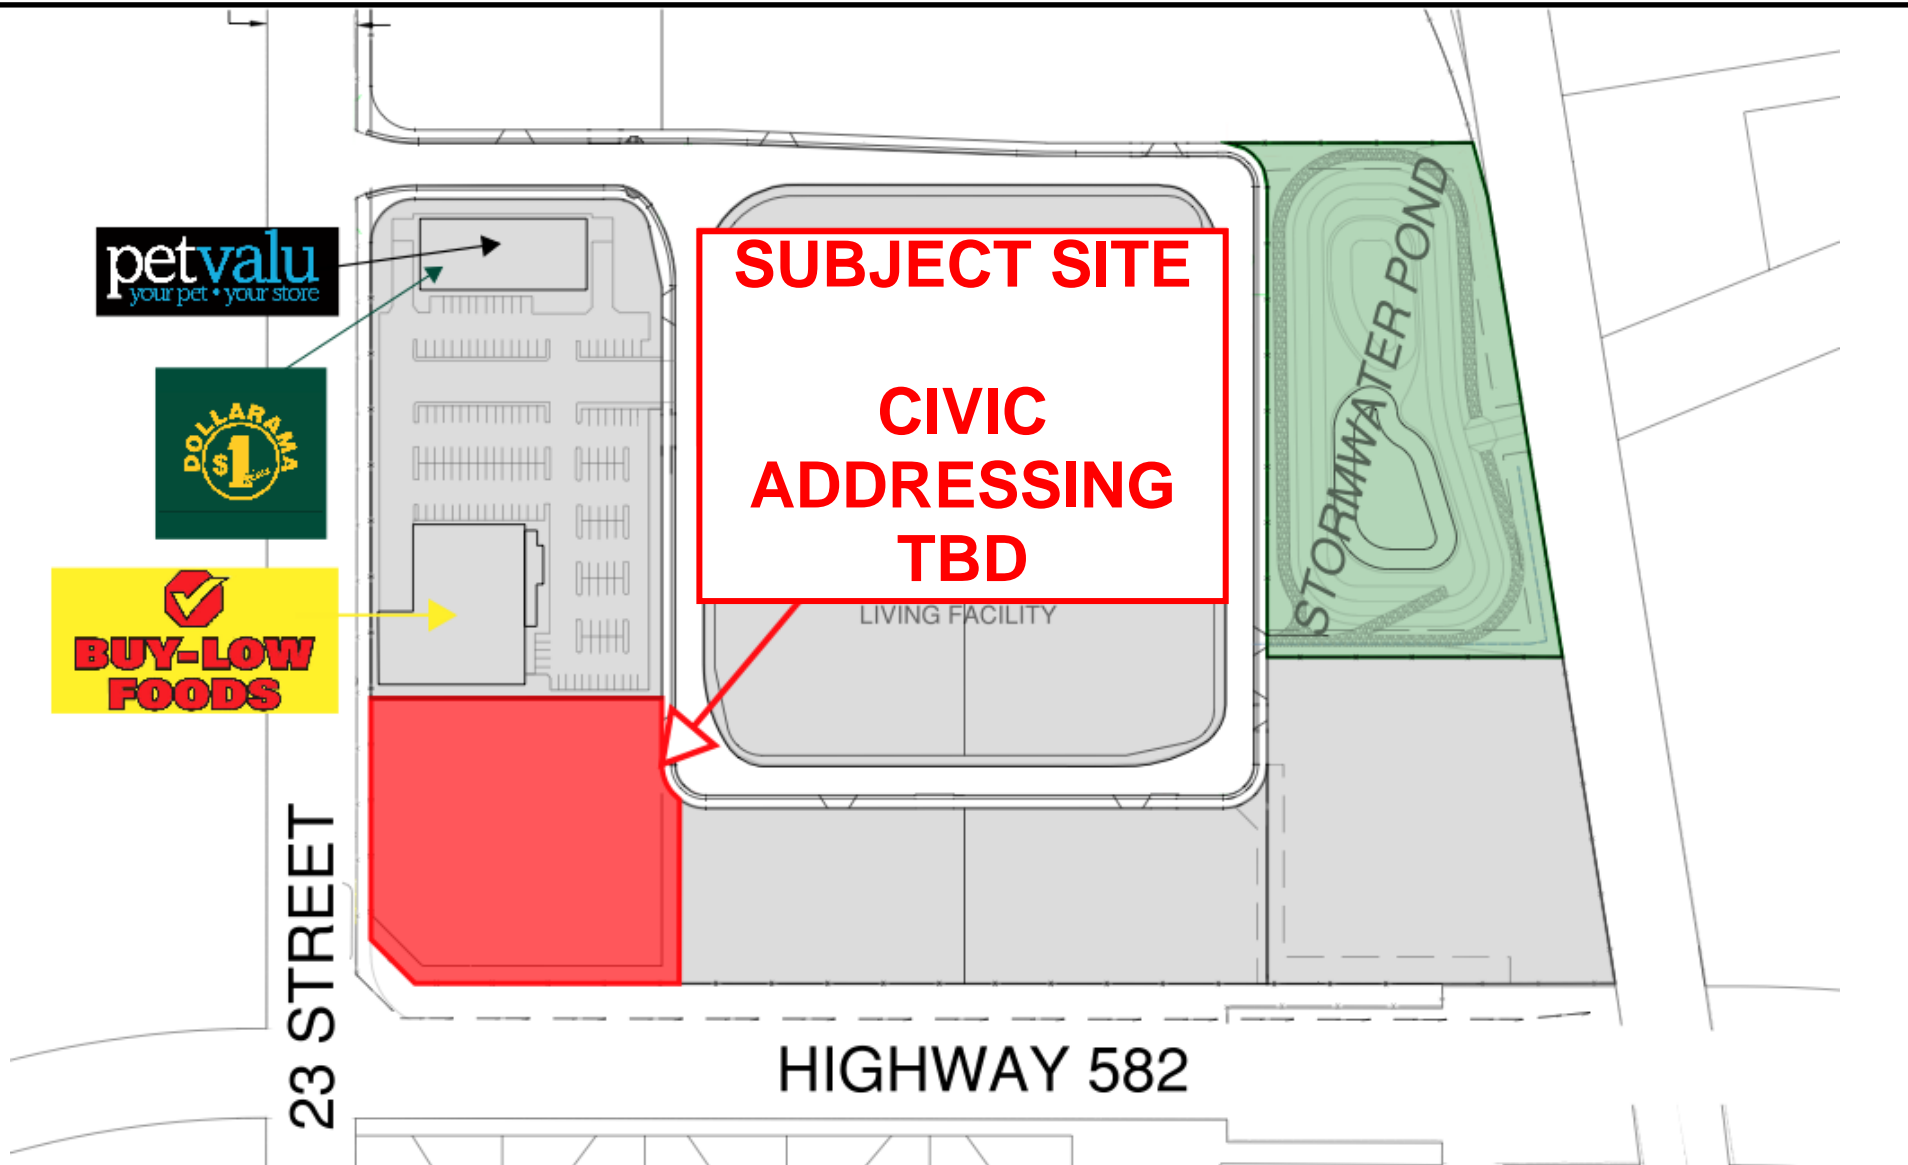 petvalu
your pet • your store
DOLLARAMA
$1
BUY-LOW
FOODS
SUBJECT SITE
CIVIC
ADDRESSING
TBD
LIVING FACILITY
STORMWATER POND
23 STREET
HIGHWAY 582